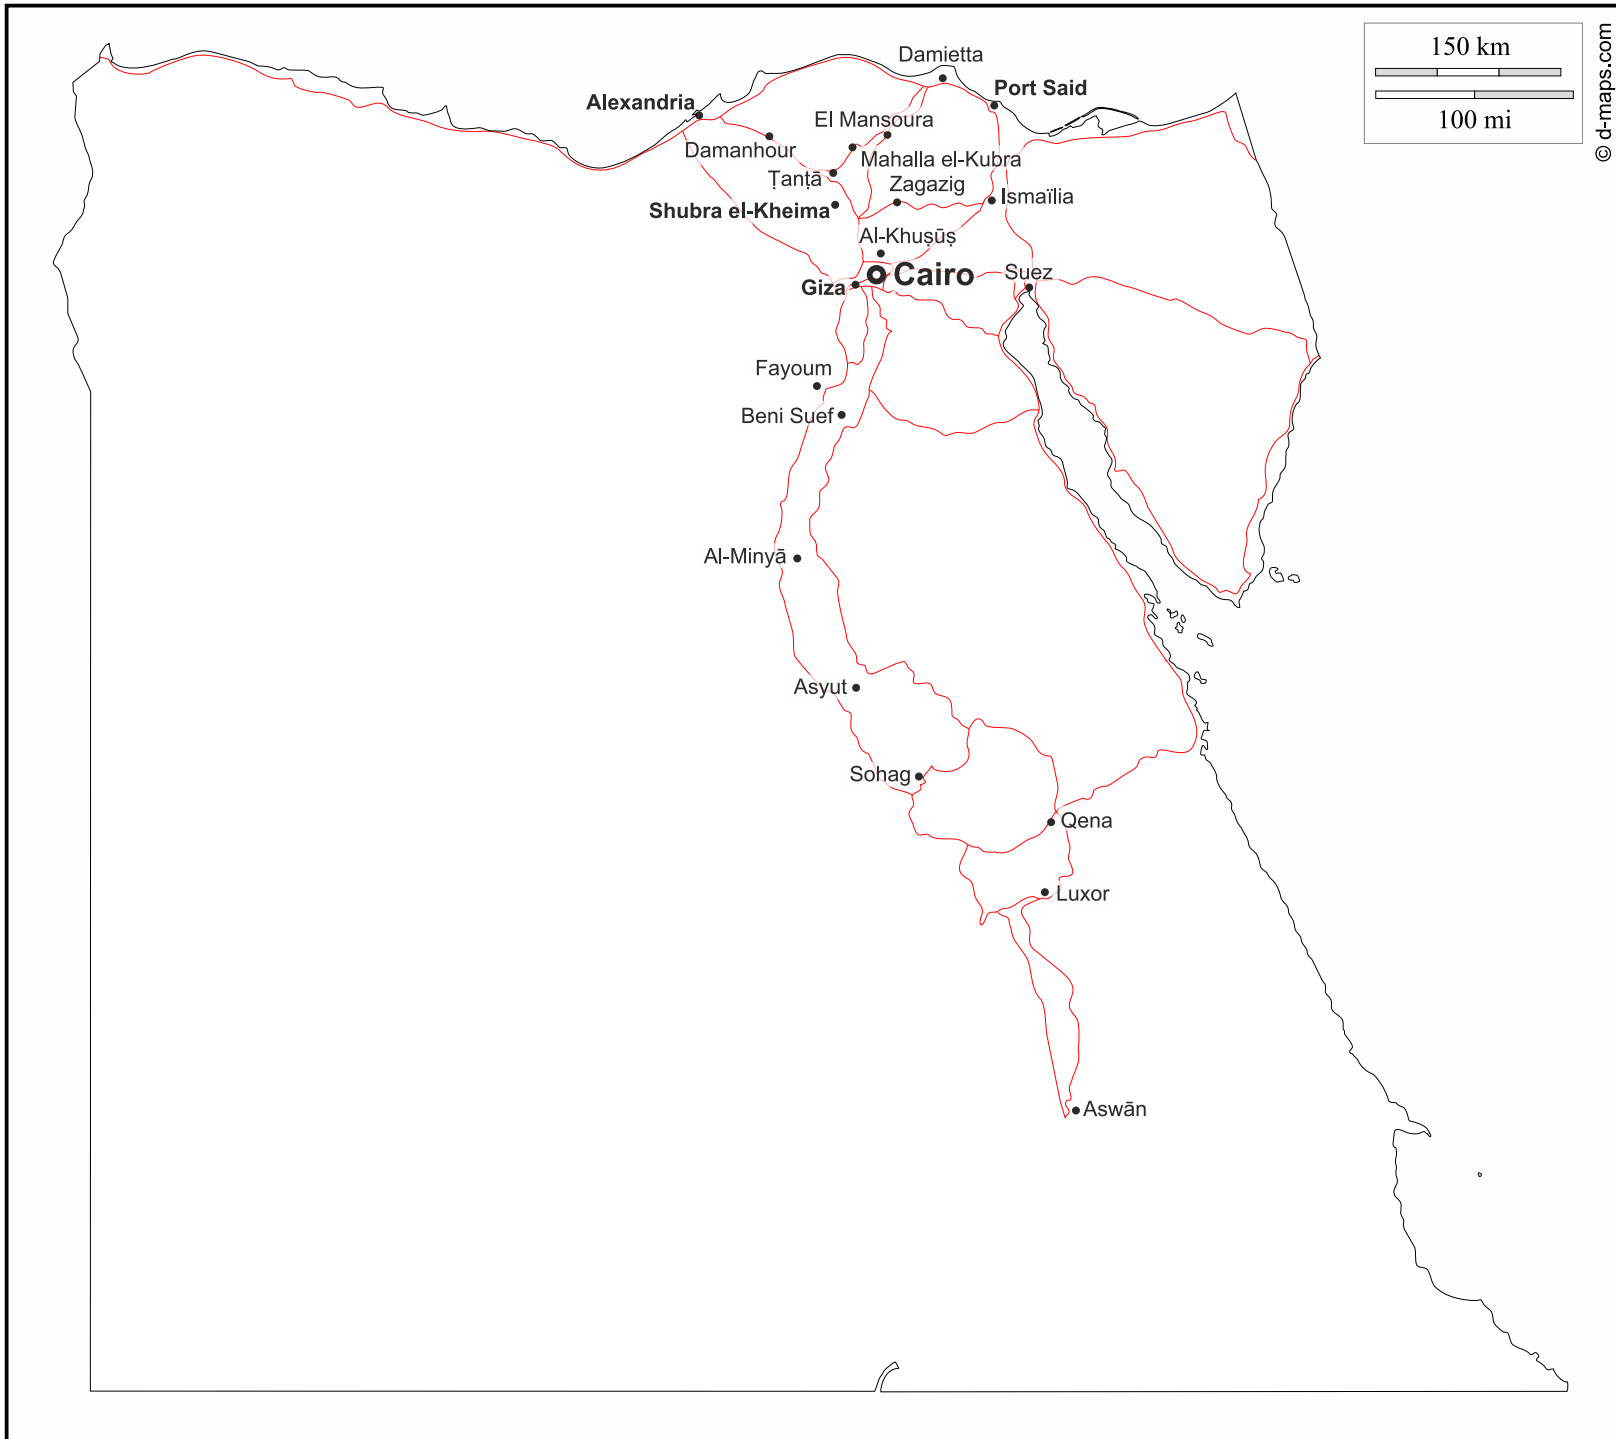 150 km
100 mi
© d-maps.com
Damietta
Port Said
Alexandria
El Mansoura
Damanhour
Mahalla el-Kubra
Ţanţā
Zagazig
Ismaïlia
Shubra el-Kheima
Al-Khuşūş
Cairo
Suez
Giza
Fayoum
Beni Suef
Al-Minyā
Asyut
Sohag
Qena
Luxor
Aswān